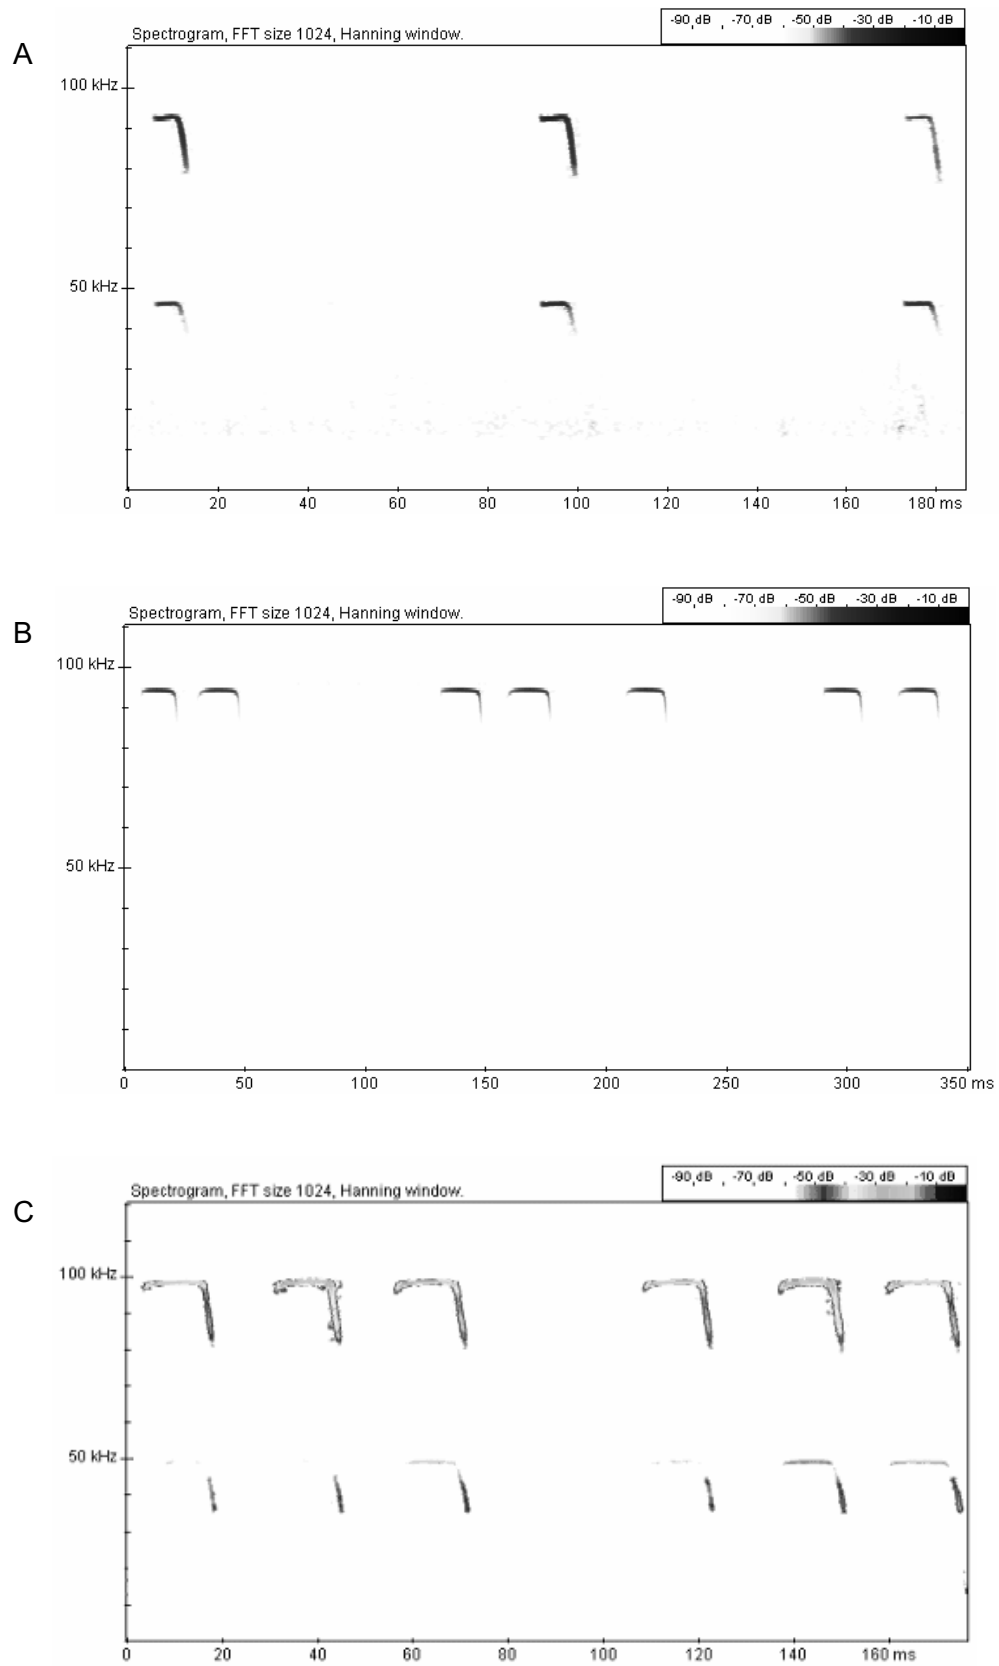 A
Spectrogram, FFT size 1024, Hanning window.
-90 dB -70 dB -50 dB -30 dB -10 dB
100 kHz
50 kHz
0 20 40 60 80 100 120 140 160 180 ms
B
Spectrogram, FFT size 1024, Hanning window.
-90 dB -70 dB -50 dB -30 dB -10 dB
100 kHz
50 kHz
0 50 100 150 200 250 300 350 ms
C
Spectrogram, FFT size 1024, Hanning window.
-90 dB -70 dB -50 dB -30 dB -10 dB
100 kHz
50 kHz
0 20 40 60 80 100 120 140 160 ms